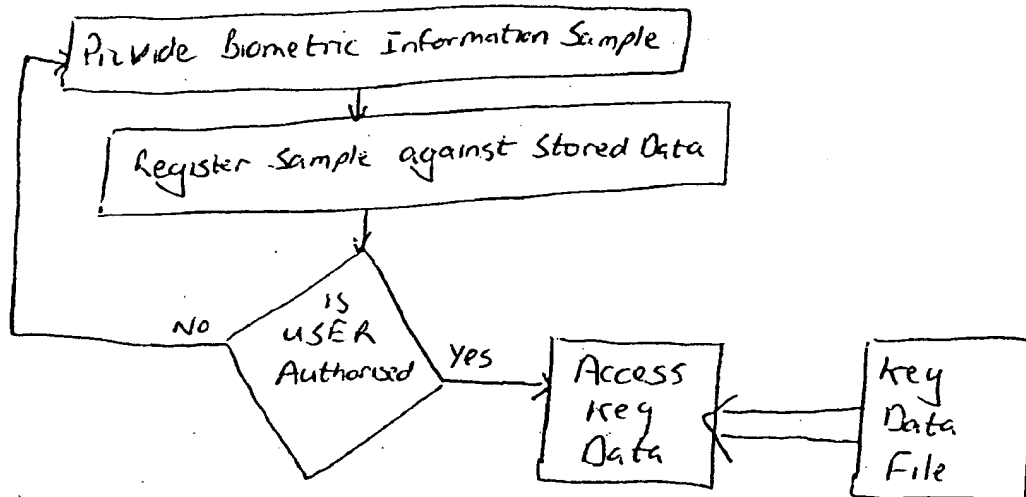 Provide Biometric Information Sample
Register Sample against Stored Data
Is
USER
Authorised
No
Yes
Access
Key
Data
Key
Data
File